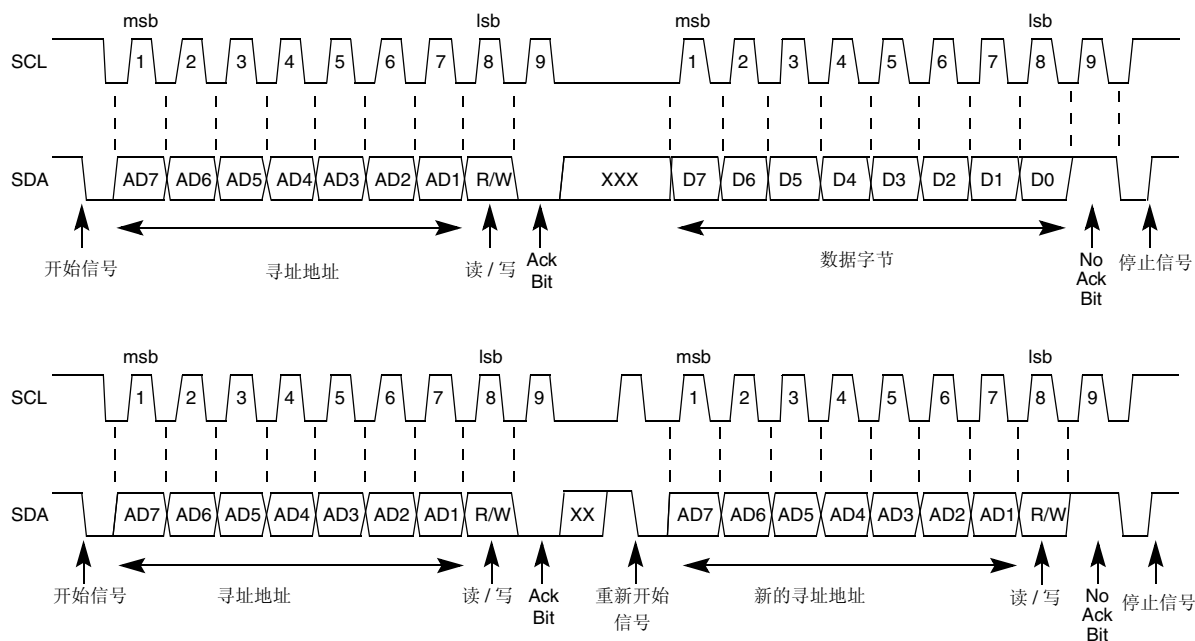 msb lsb msb lsb
SCL 1 2 3 4 5 6 7 8 9 1 2 3 4 5 6 7 8 9
SDA AD7 AD6 AD5 AD4 AD3 AD2 AD1 R/W XXX D7 D6 D5 D4 D3 D2 D1 D0
开始信号 寻址地址 读 / 写 Ack Bit 数据字节 No Ack Bit 停止信号
msb lsb msb lsb
SCL 1 2 3 4 5 6 7 8 9 1 2 3 4 5 6 7 8 9
SDA AD7 AD6 AD5 AD4 AD3 AD2 AD1 R/W XX AD7 AD6 AD5 AD4 AD3 AD2 AD1 R/W
开始信号 寻址地址 读 / 写 Ack Bit 重新开始 信号 新的寻址地址 读 / 写 No Ack Bit 停止信号